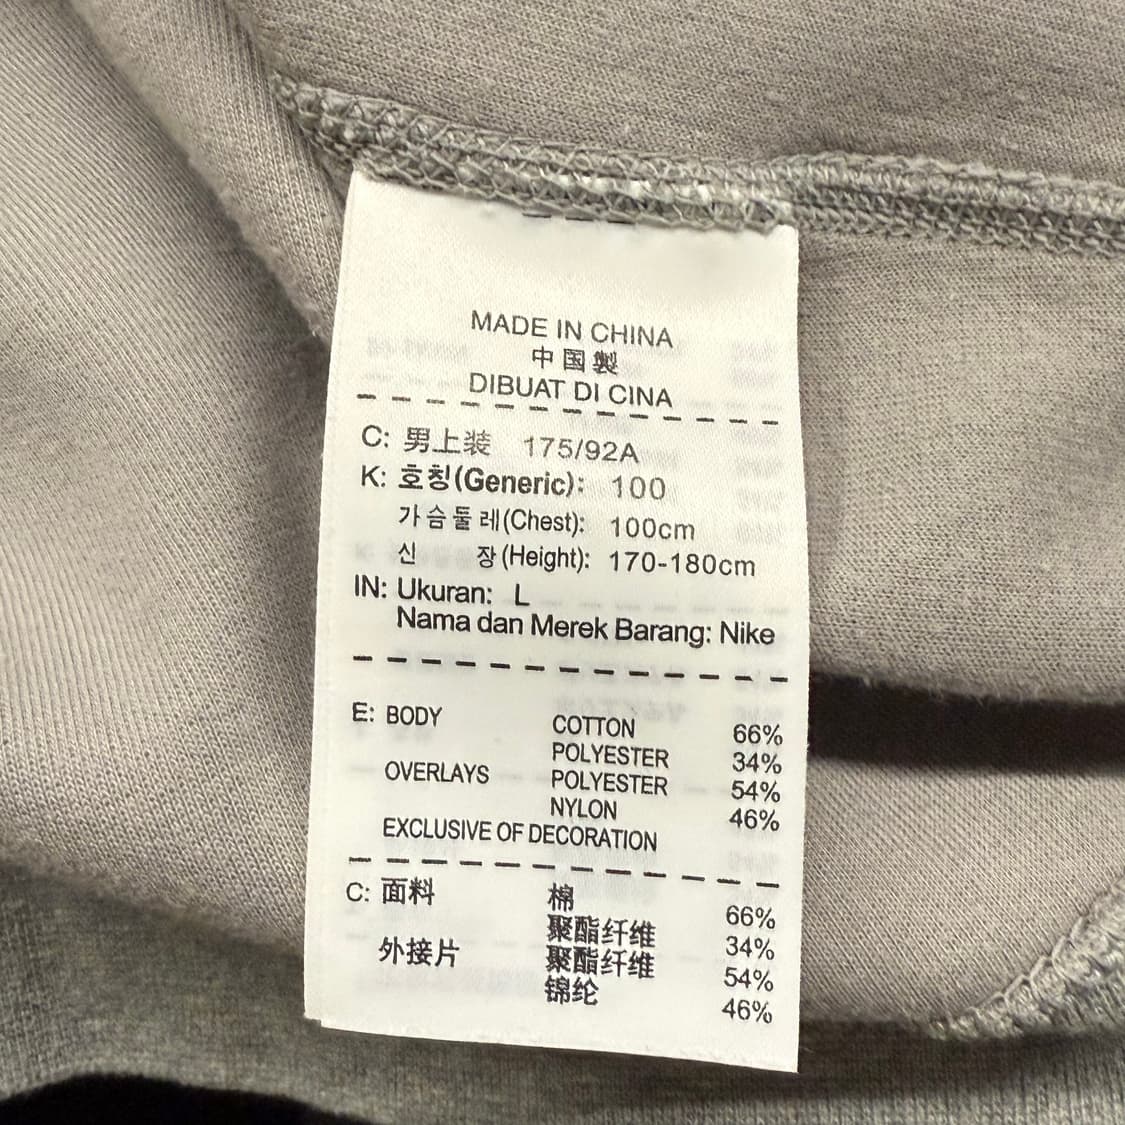 MADE IN CHINA
中国製
DIBUAT DI CINA
C: 男上装 175/92A
K: 호칭(Generic): 100
가슴둘레(Chest): 100cm
신 장(Height): 170-180cm
IN: Ukuran: L
Nama dan Merek Barang: Nike
E: BODY COTTON 66%
POLYESTER 34%
OVERLAYS POLYESTER 54%
NYLON 46%
EXCLUSIVE OF DECORATION
C: 面料 棉 66%
聚酯纤维 34%
外接片 聚酯纤维 54%
锦纶 46%